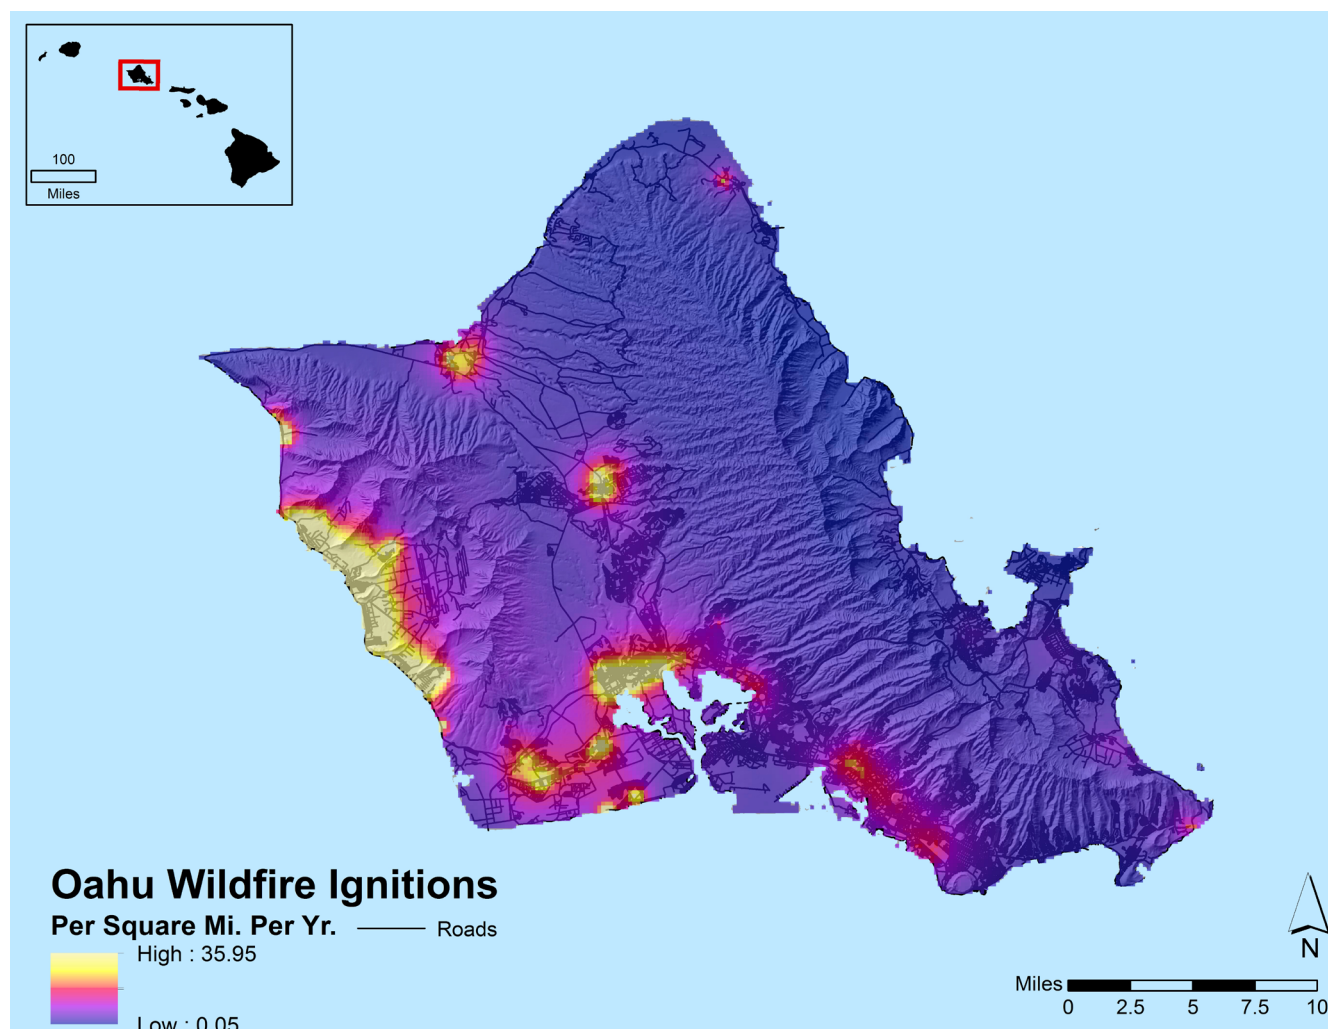 100
Miles
Oahu Wildfire Ignitions
Per Square Mi. Per Yr.
Roads
High : 35.95
Low : 0.05
N
Miles
0 2.5 5 7.5 10